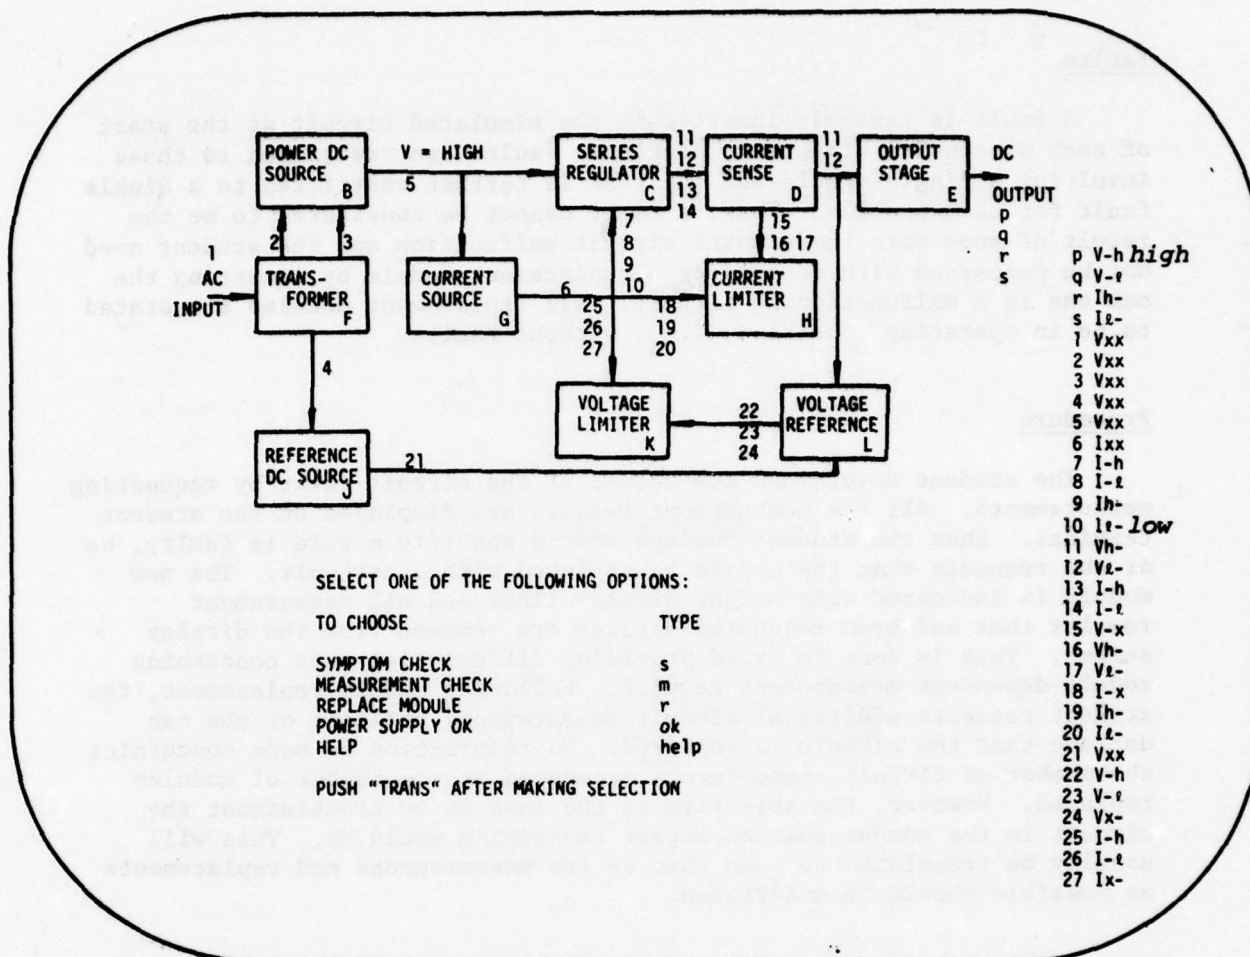 POWER DC
SOURCE
B
V = HIGH
5
SERIES
REGULATOR
C
11
12
13
14
CURRENT
SENSE
D
11
12
OUTPUT
STAGE
E
DC
OUTPUT
p
q
r
s
2
3
1
AC
INPUT
TRANS-
FORMER
F
CURRENT
SOURCE
G
6
7
8
9
10
15
16 17
CURRENT
LIMITER
H
25
26
27
18
19
20
4
VOLTAGE
LIMITER
K
22
23
24
VOLTAGE
REFERENCE
L
REFERENCE
DC SOURCE
J
21
p V-h high
q V-ℓ
r Ih-
s Iℓ-
1 Vxx
2 Vxx
3 Vxx
4 Vxx
5 Vxx
6 Ixx
7 I-h
8 I-ℓ
9 Ih-
10 Iℓ- low
11 Vh-
12 Vℓ-
13 I-h
14 I-ℓ
15 V-x
16 Vh-
17 Vℓ-
18 I-x
19 Ih-
20 Iℓ-
21 Vxx
22 V-h
23 V-ℓ
24 Vx-
25 I-h
26 I-ℓ
27 Ix-
SELECT ONE OF THE FOLLOWING OPTIONS:
TO CHOOSE TYPE
SYMPTOM CHECK s
MEASUREMENT CHECK m
REPLACE MODULE r
POWER SUPPLY OK ok
HELP help
PUSH "TRANS" AFTER MAKING SELECTION